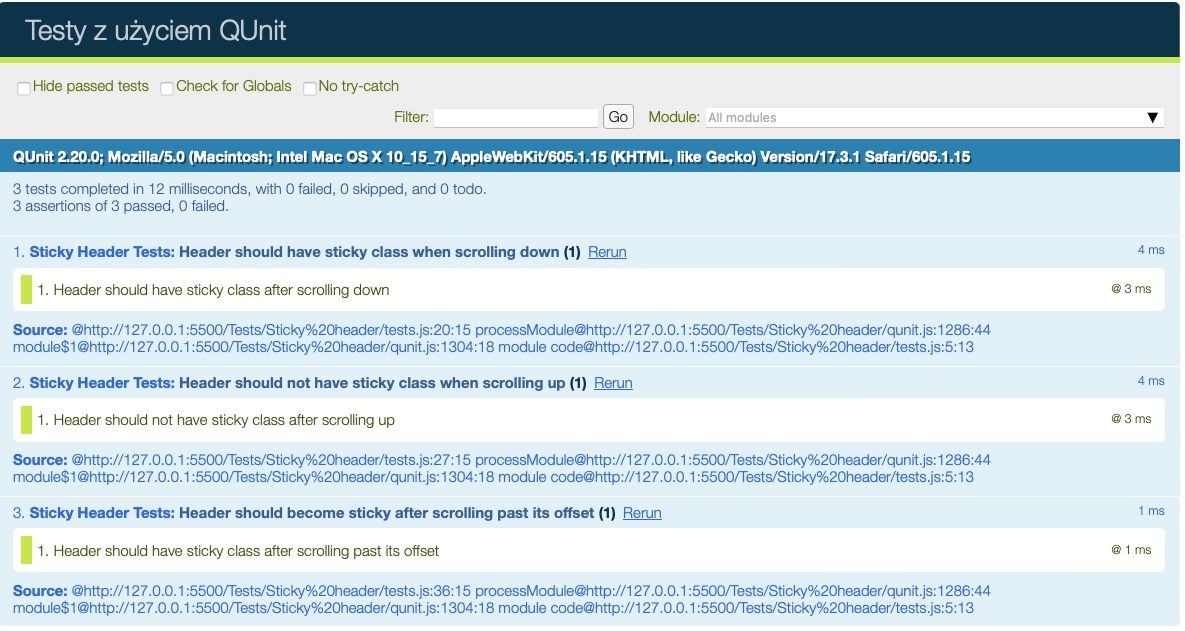 Testy z użyciem QUnit
Hide passed tests Check for Globals No try-catch
Filter: Go Module: All modules ▼
QUnit 2.20.0; Mozilla/5.0 (Macintosh; Intel Mac OS X 10_15_7) AppleWebKit/605.1.15 (KHTML, like Gecko) Version/17.3.1 Safari/605.1.15
3 tests completed in 12 milliseconds, with 0 failed, 0 skipped, and 0 todo.
3 assertions of 3 passed, 0 failed.
1. Sticky Header Tests: Header should have sticky class when scrolling down (1) Rerun 4 ms
1. Header should have sticky class after scrolling down @ 3 ms
Source: @http://127.0.0.1:5500/Tests/Sticky%20header/tests.js:20:15 processModule@http://127.0.0.1:5500/Tests/Sticky%20header/qunit.js:1286:44
module$1@http://127.0.0.1:5500/Tests/Sticky%20header/qunit.js:1304:18 module code@http://127.0.0.1:5500/Tests/Sticky%20header/tests.js:5:13
2. Sticky Header Tests: Header should not have sticky class when scrolling up (1) Rerun 4 ms
1. Header should not have sticky class after scrolling up @ 3 ms
Source: @http://127.0.0.1:5500/Tests/Sticky%20header/tests.js:27:15 processModule@http://127.0.0.1:5500/Tests/Sticky%20header/qunit.js:1286:44
module$1@http://127.0.0.1:5500/Tests/Sticky%20header/qunit.js:1304:18 module code@http://127.0.0.1:5500/Tests/Sticky%20header/tests.js:5:13
3. Sticky Header Tests: Header should become sticky after scrolling past its offset (1) Rerun 1 ms
1. Header should have sticky class after scrolling past its offset @ 1 ms
Source: @http://127.0.0.1:5500/Tests/Sticky%20header/tests.js:36:15 processModule@http://127.0.0.1:5500/Tests/Sticky%20header/qunit.js:1286:44
module$1@http://127.0.0.1:5500/Tests/Sticky%20header/qunit.js:1304:18 module code@http://127.0.0.1:5500/Tests/Sticky%20header/tests.js:5:13